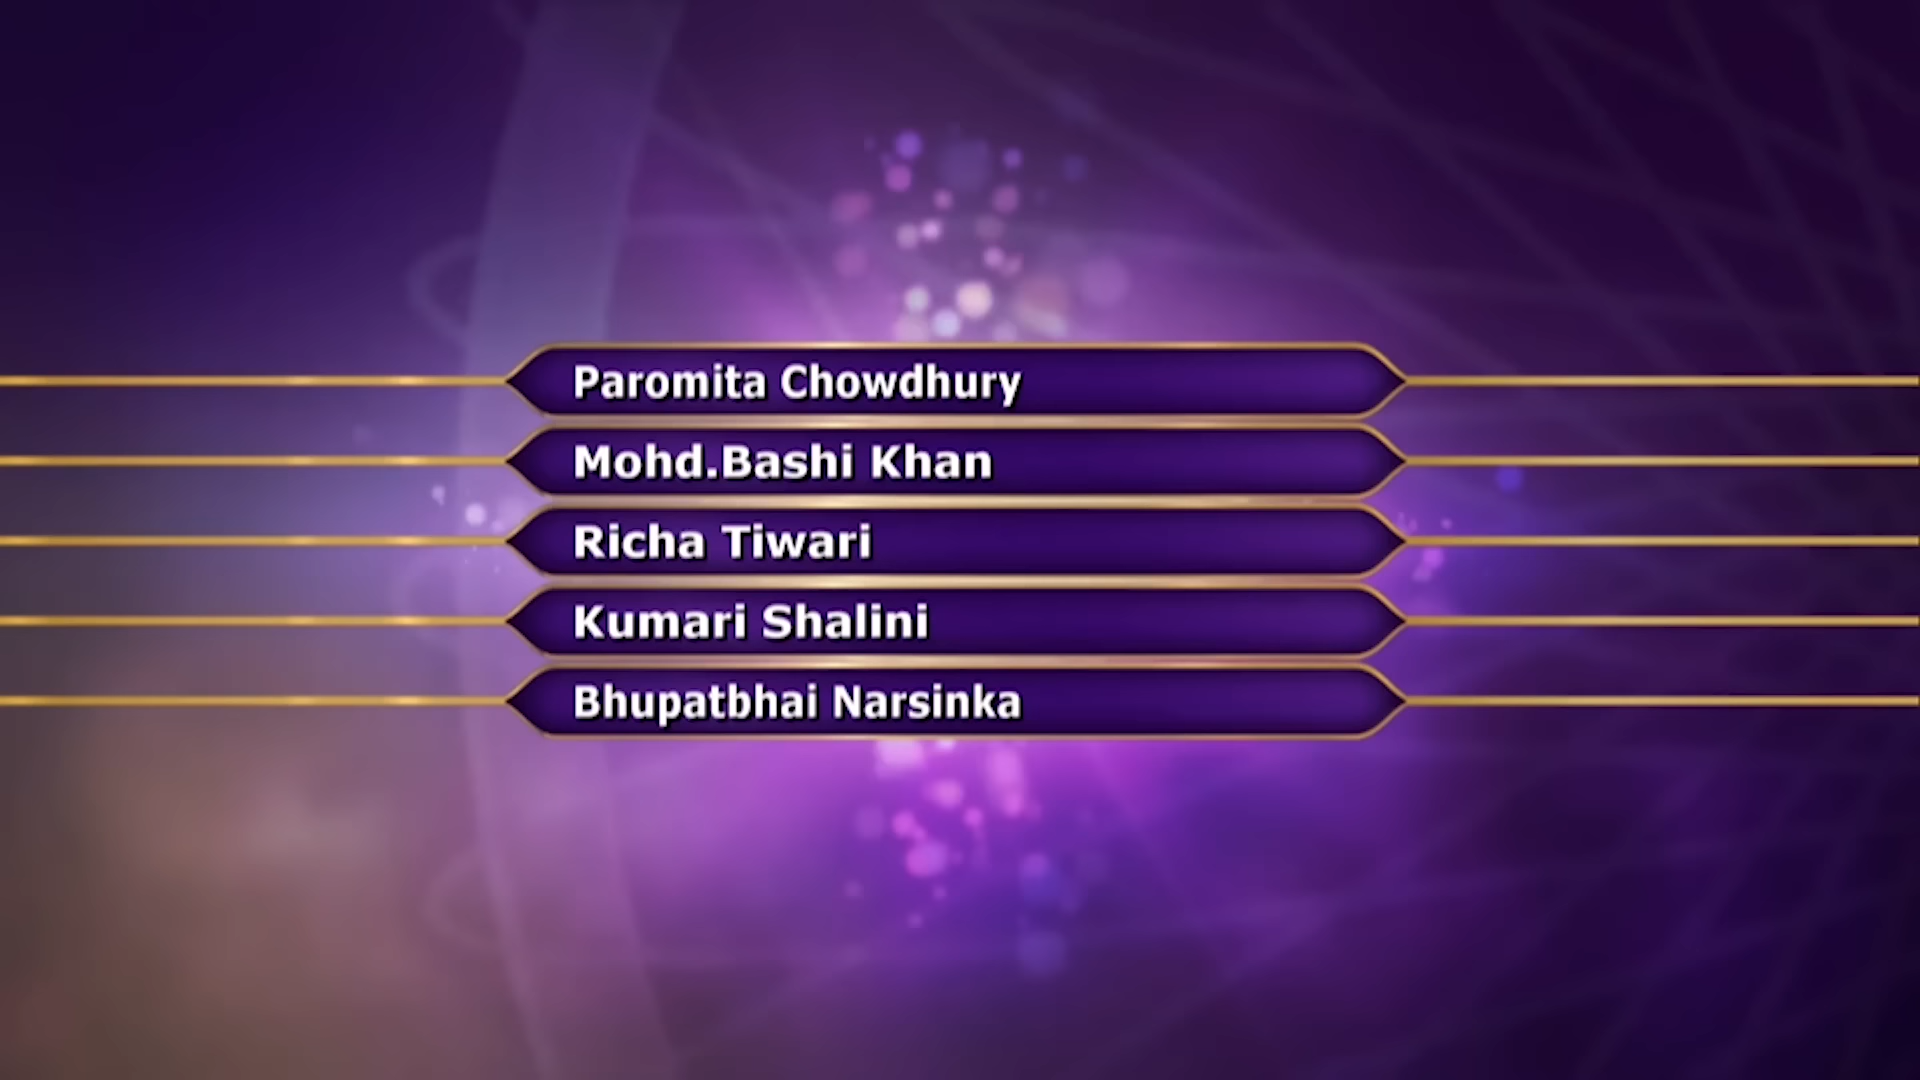 Paromita Chowdhury
Mohd.Bashi Khan
Richa Tiwari
Kumari Shalini
Bhupatbhai Narsinka